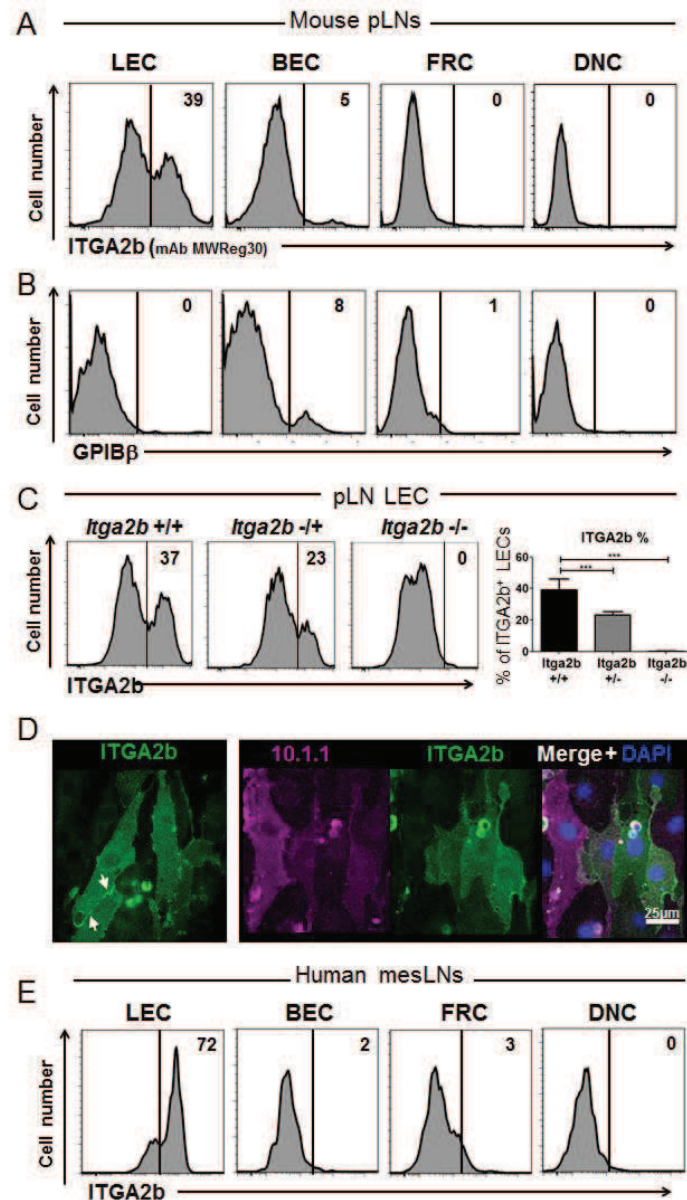 A
Mouse pLNs
LEC BEC FRC DNC
39 5 0 0
Cell number
ITGA2b (mAb MWReg30)
B
0 8 1 0
Cell number
GPIBβ
C
pLN LEC
Itga2b +/+ Itga2b -/+ Itga2b -/-
37 23 0
Cell number
ITGA2b
ITGA2b %
*** 
***
% of ITGA2b+ LECs
60
40
20
0
Itga2b Itga2b Itga2b
+/+ +/- -/-
D
ITGA2b 10.1.1 ITGA2b Merge+DAPI
25μm
E
Human mesLNs
LEC BEC FRC DNC
72 2 3 0
Cell number
ITGA2b